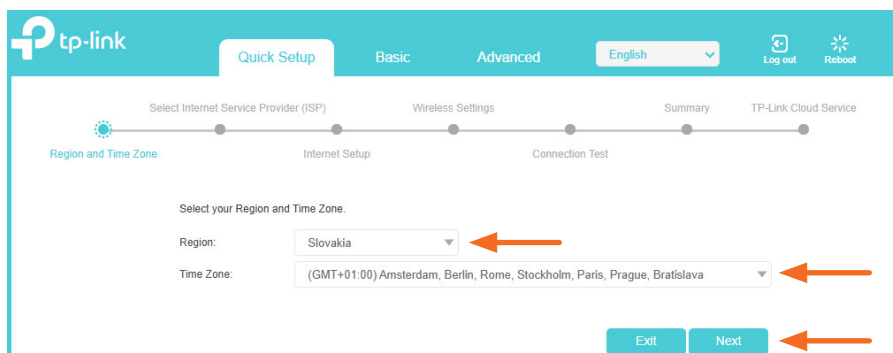 tp-link
Quick Setup Basic Advanced English Log out Reboot
Select Internet Service Provider (ISP) Wireless Settings Summary TP-Link Cloud Service
Region and Time Zone Internet Setup Connection Test
Select your Region and Time Zone.
Region: Slovakia
Time Zone: (GMT+01:00) Amsterdam, Berlin, Rome, Stockholm, Paris, Prague, Bratislava
Exit Next